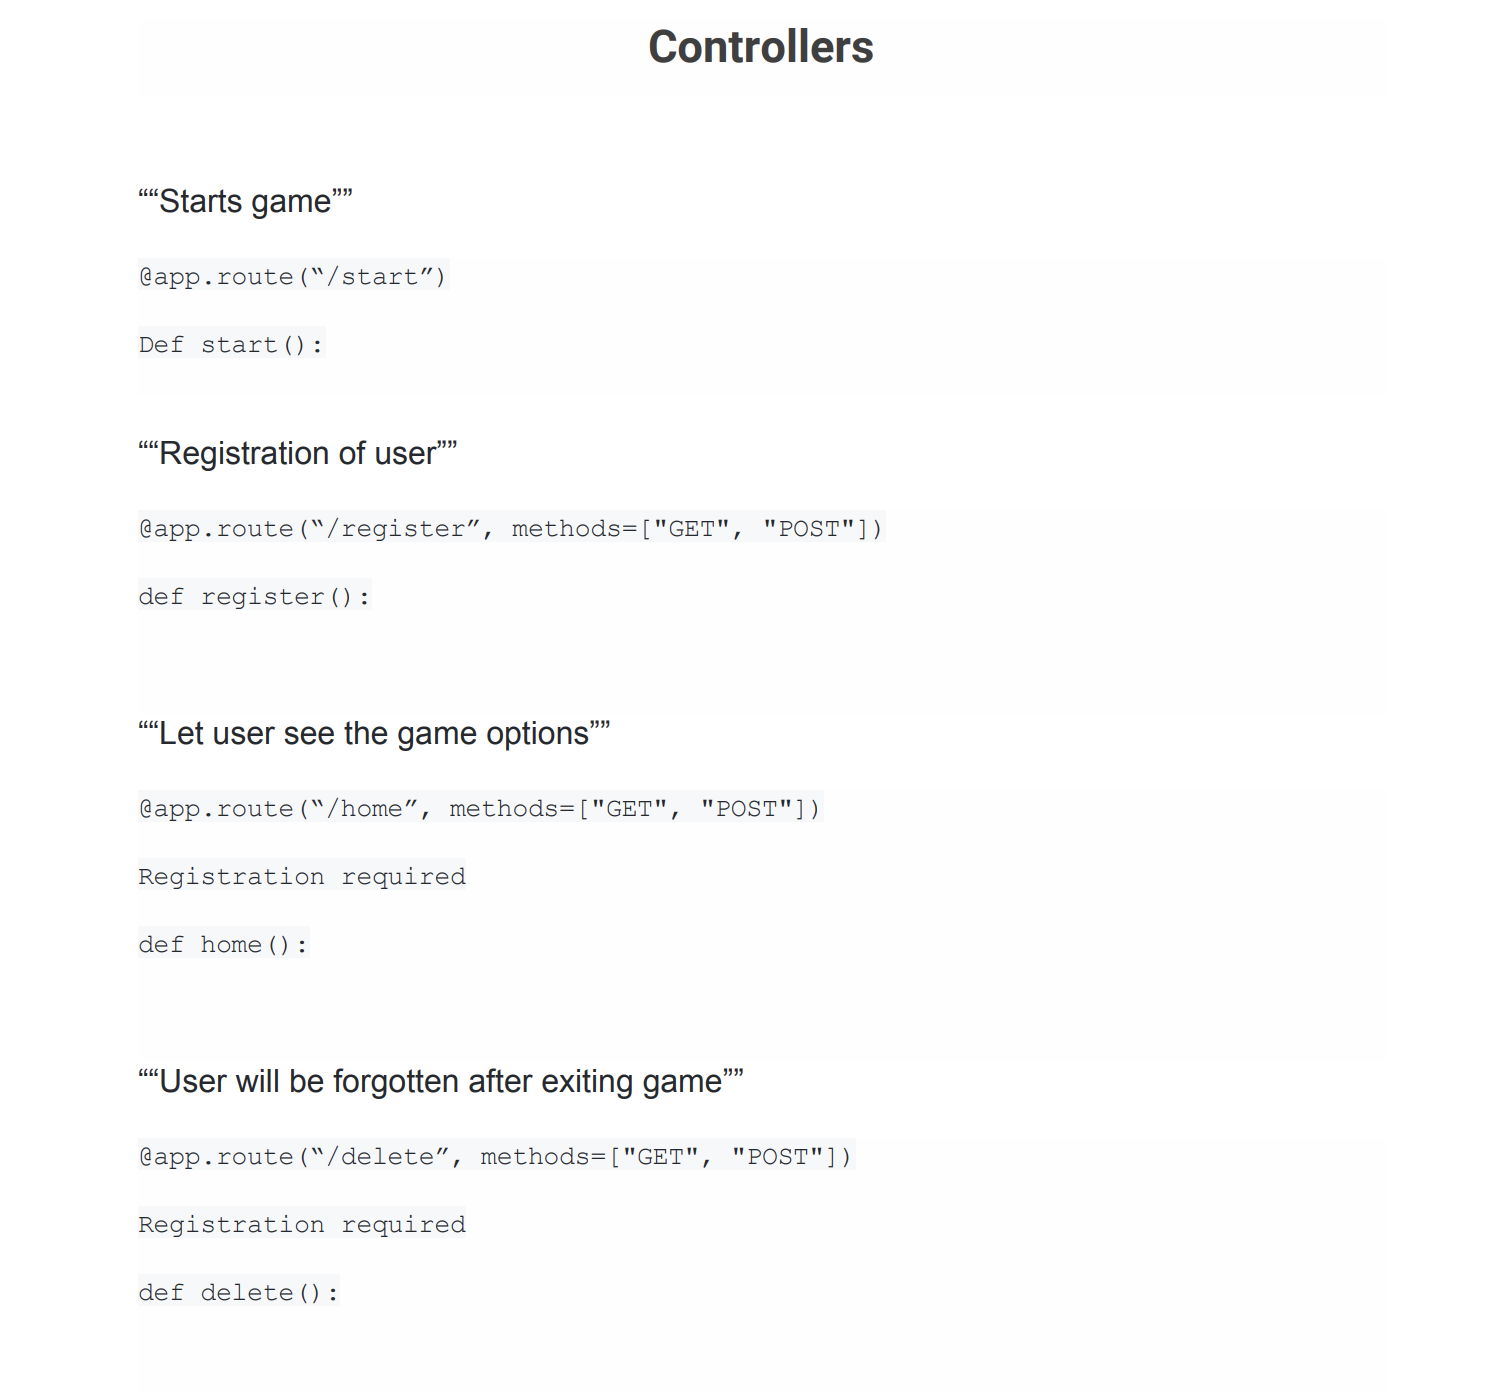 Controllers
““Starts game””
@app.route(“/start”)
Def start():
““Registration of user””
@app.route(“/register”, methods=["GET", "POST"])
def register():
““Let user see the game options””
@app.route(“/home”, methods=["GET", "POST"])
Registration required
def home():
““User will be forgotten after exiting game””
@app.route(“/delete”, methods=["GET", "POST"])
Registration required
def delete():